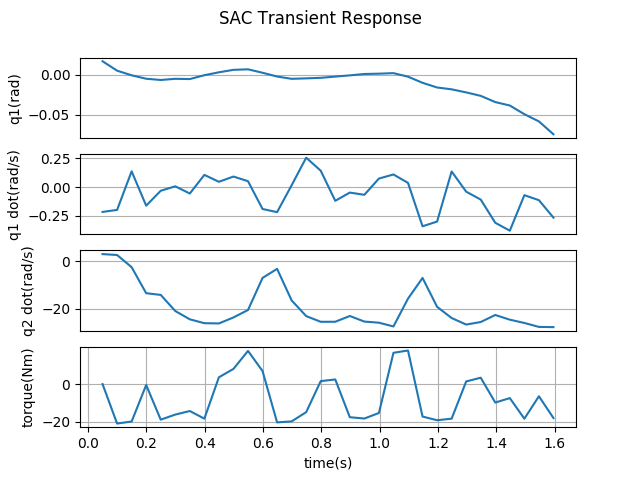 SAC Transient Response
q1(rad)
0.00
−0.05
q1 dot(rad/s)
0.25
0.00
−0.25
q2 dot(rad/s)
0
−20
torque(Nm)
0
−20
0.0 0.2 0.4 0.6 0.8 1.0 1.2 1.4 1.6
time(s)